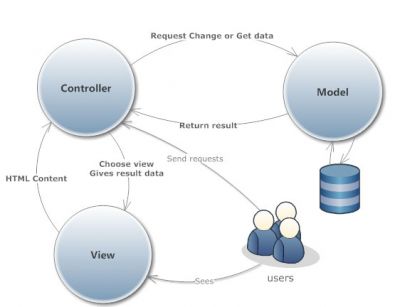 Request Change or Get data
Controller
Model
Return result
Send requests
Choose view
Gives result data
HTML Content
View
Sees
users